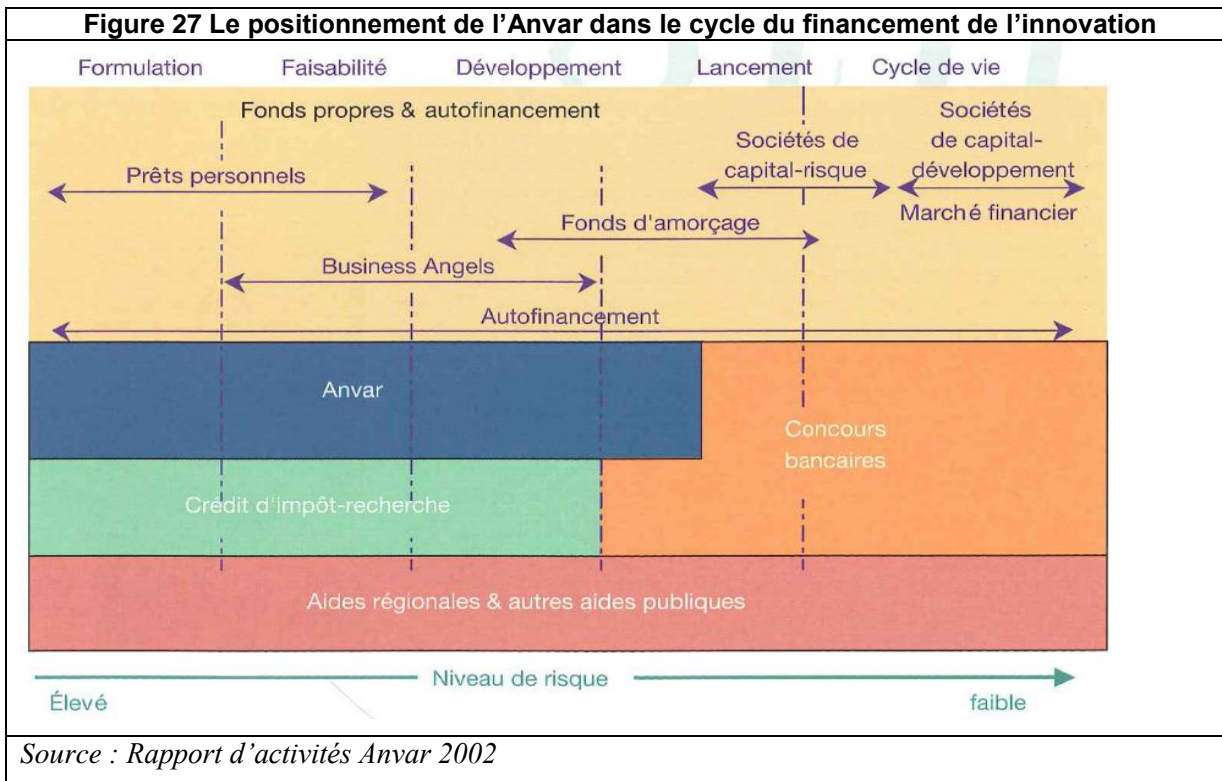 Figure 27 Le positionnement de l'Anvar dans le cycle du financement de l'innovation
Formulation Faisabilité Développement Lancement Cycle de vie
Fonds propres & autofinancement
Sociétés de capital-risque
Sociétés
de capital-
développement
Prêts personnels
Marché financier
Fonds d'amorçage
Business Angels
Autofinancement
Anvar
Concours
bancaires
Crédit d'impôt-recherche
Aides régionales & autres aides publiques
Niveau de risque
Élevé
faible
Source : Rapport d'activités Anvar 2002